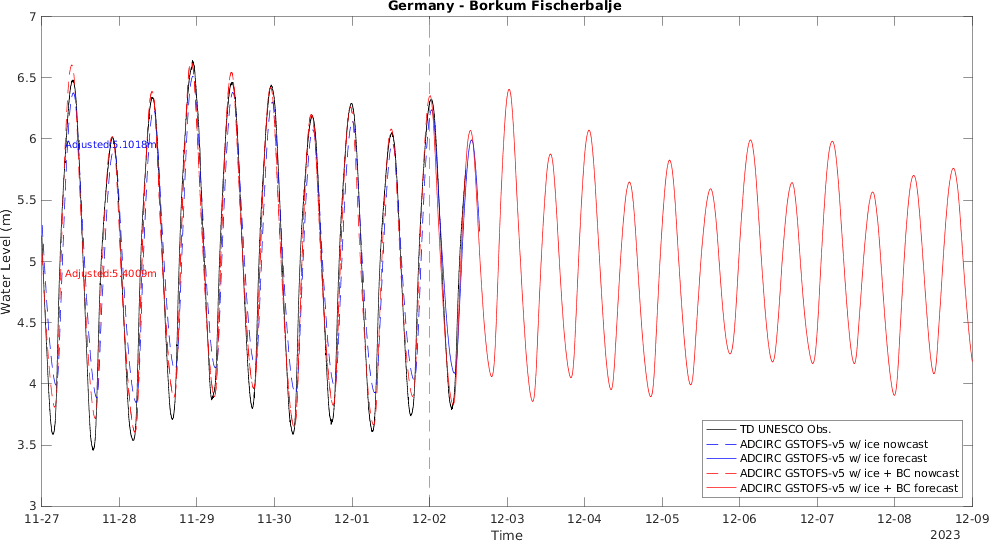 Germany - Borkum Fischerbalje
7
6.5
6
5.5
5
4.5
4
3.5
3
Water Level (m)
Adjusted:5.1018m
Adjusted:5.4009m
TD UNESCO Obs.
ADCIRC GSTOFS-v5 w/ ice nowcast
ADCIRC GSTOFS-v5 w/ ice forecast
ADCIRC GSTOFS-v5 w/ ice + BC nowcast
ADCIRC GSTOFS-v5 w/ ice + BC forecast
11-27 11-28 11-29 11-30 12-01 12-02 12-03 12-04 12-05 12-06 12-07 12-08 12-09
Time
2023